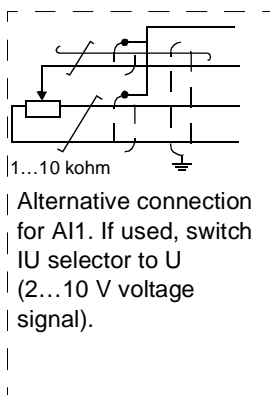 1…10 kohm
Alternative connection
for AI1. If used, switch
IU selector to U
(2…10 V voltage
signal).